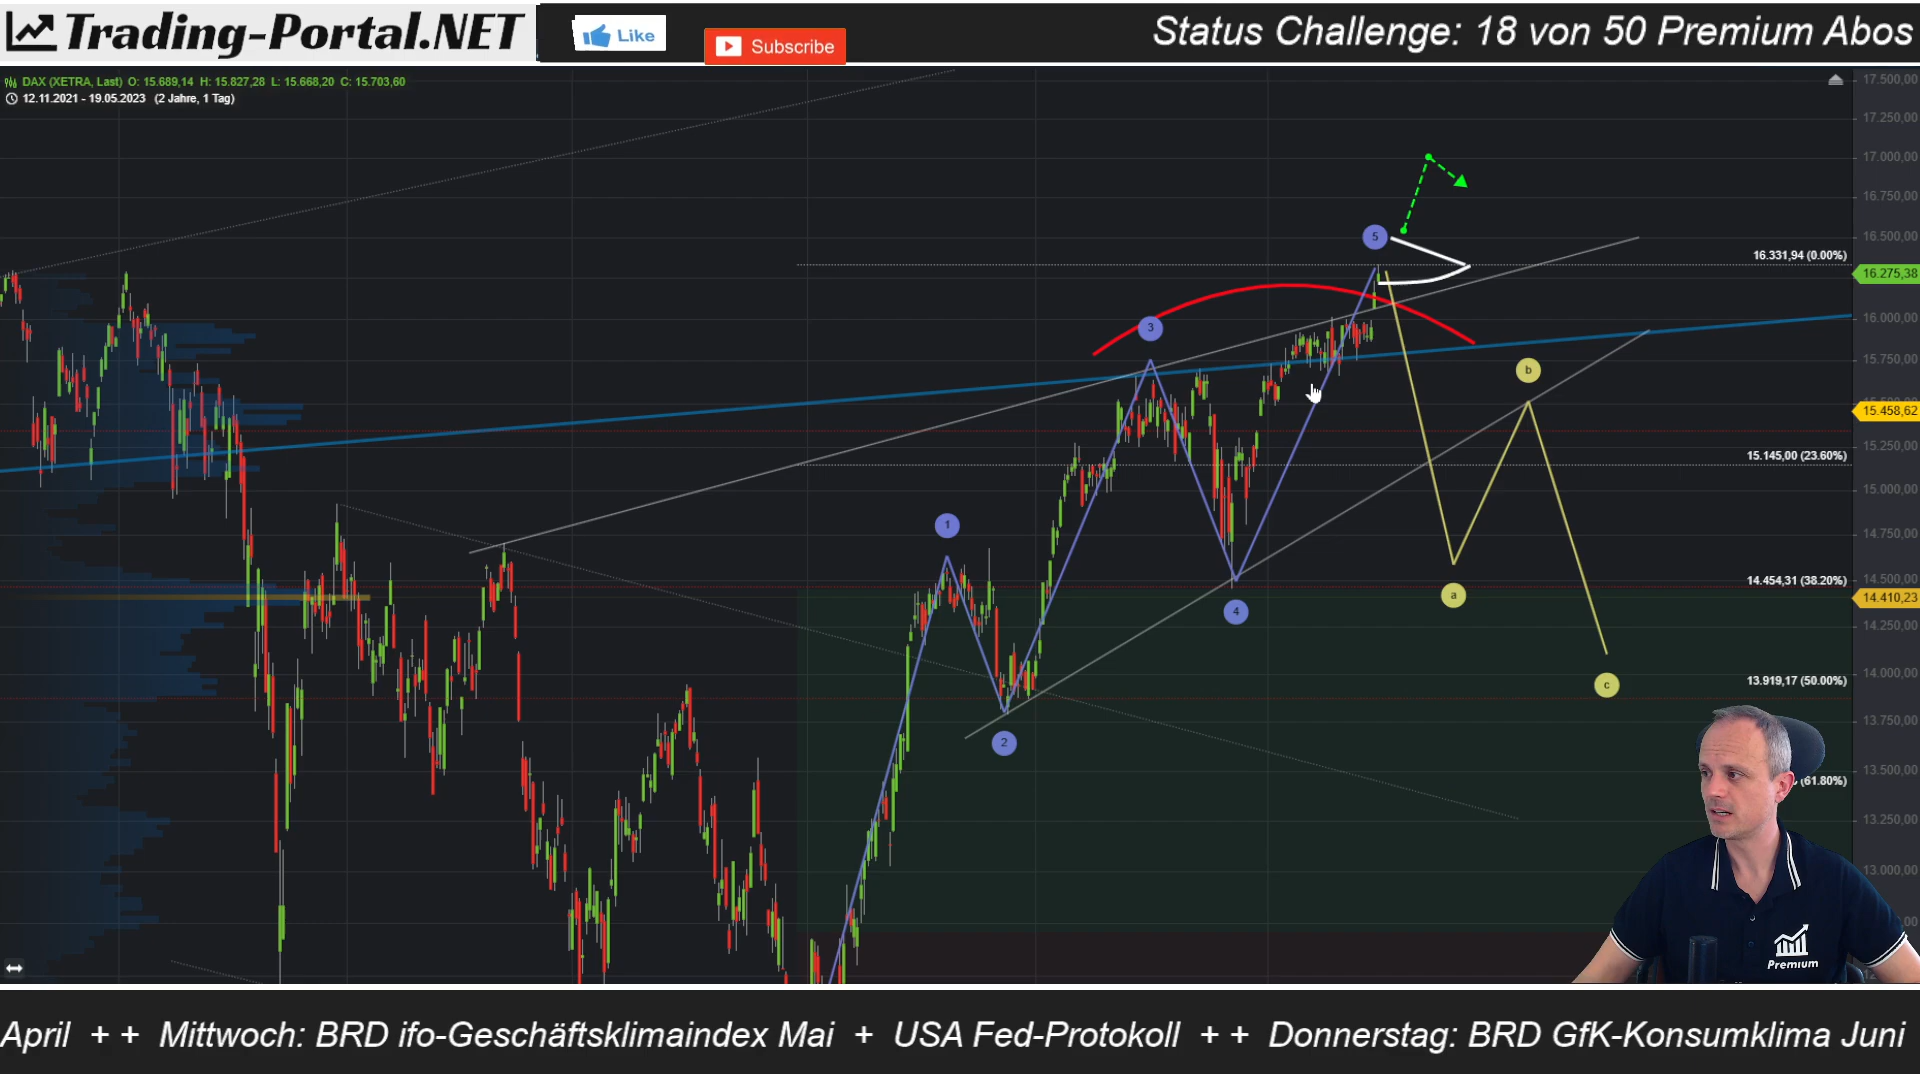 Trading-Portal.NET
Like
Subscribe
Status Challenge: 18 von 50 Premium Abos
DAX (XETRA, Last) O: 15.689,14 H: 15.827,28 L: 15.668,20 C: 15.703,60
12.11.2021 - 19.05.2023 (2 Jahre, 1 Tag)
17.500,00
17.250,00
17.000,00
16.750,00
16.500,00
5
16.331,94 (0.00%)
16.275,38
16.000,00
3
15.750,00
b
15.458,62
15.250,00
15.145,00 (23.60%)
15.000,00
1
14.750,00
14.500,00
14.454,31 (38.20%)
a
14.410,23
4
14.250,00
14.000,00
13.919,17 (50.00%)
c
13.750,00
2
13.500,00
(61.80%)
13.250,00
13.000,00
Premium
April ++ Mittwoch: BRD ifo-Geschäftsklimaindex Mai + USA Fed-Protokoll ++ Donnerstag: BRD GfK-Konsumklima Juni